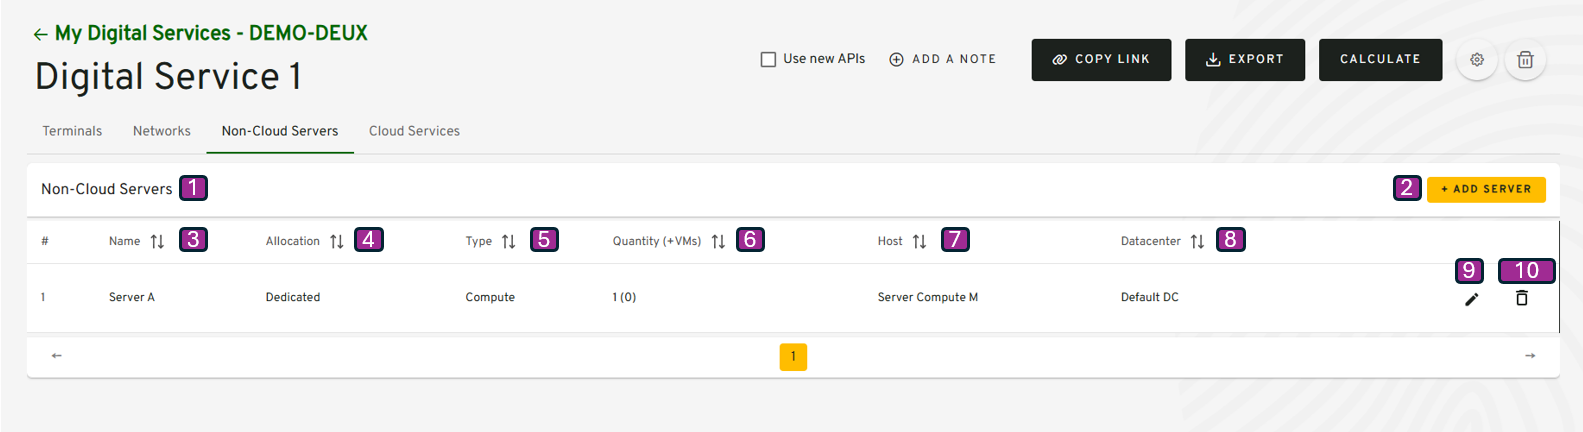 ← My Digital Services - DEMO-DEUX
Digital Service 1
Use new APIs ADD A NOTE COPY LINK EXPORT CALCULATE
Terminals Networks Non-Cloud Servers Cloud Services
Non-Cloud Servers 1 2 + ADD SERVER
# Name 3 Allocation 4 Type 5 Quantity (+VMs) 6 Host 7 Datacenter 8
9 10
1 Server A Dedicated Compute 1 (0) Server Compute M Default DC
← 1 →